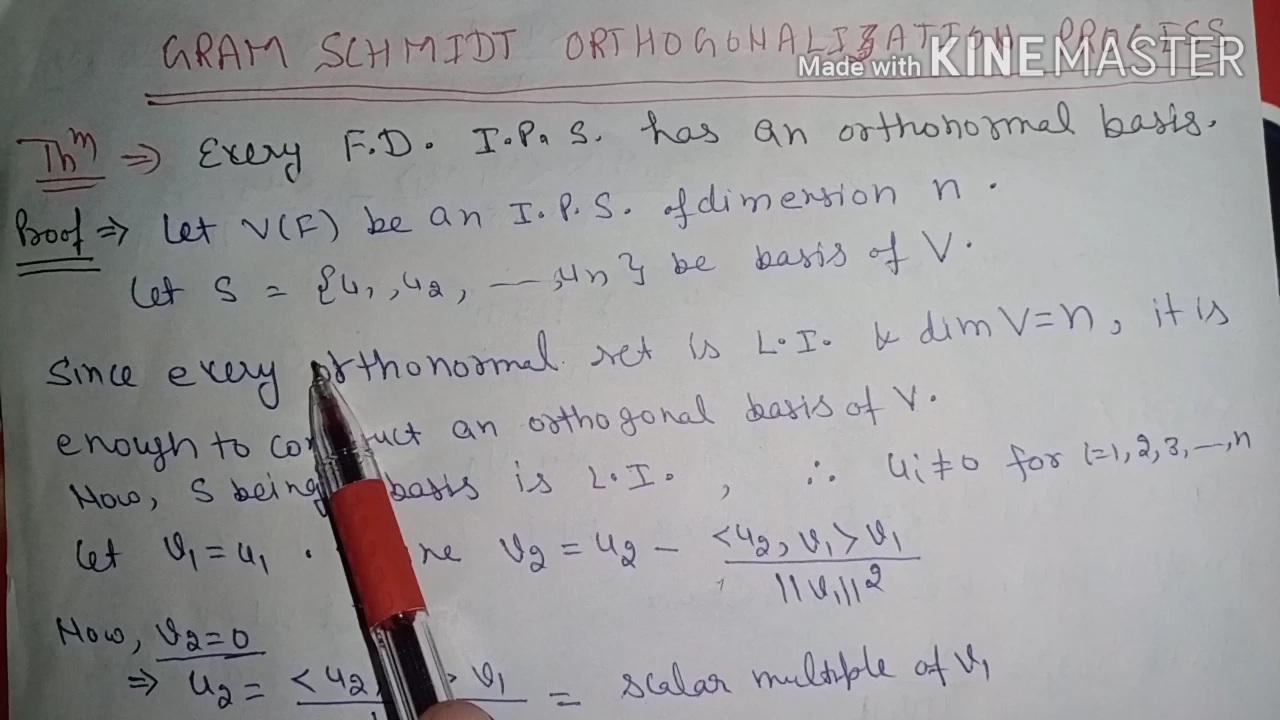 GRAM SCHMIDT ORTHOGONALIZATION PROCESS
Made with KINEMASTER
Thm ⇒ Every F.D. I.P. S. has an orthonormal basis.
Proof ⇒ Let V(F) be an I.P.S. of dimension n.
Let S = {u1, u2, —, un} be basis of V.
Since every orthonormal set is L.I. & dim V=n, it is
enough to an orthogonal basis of V.
Now, S being basis is L.I. , ∴ ui≠0 for i=1,2,3,—,n
Let v1=u1 . v2=u2 − <u2, v1> v1
||v1||2
Now, v2=0
⇒ u2= <u2, > v1 = scalar multiple of v1